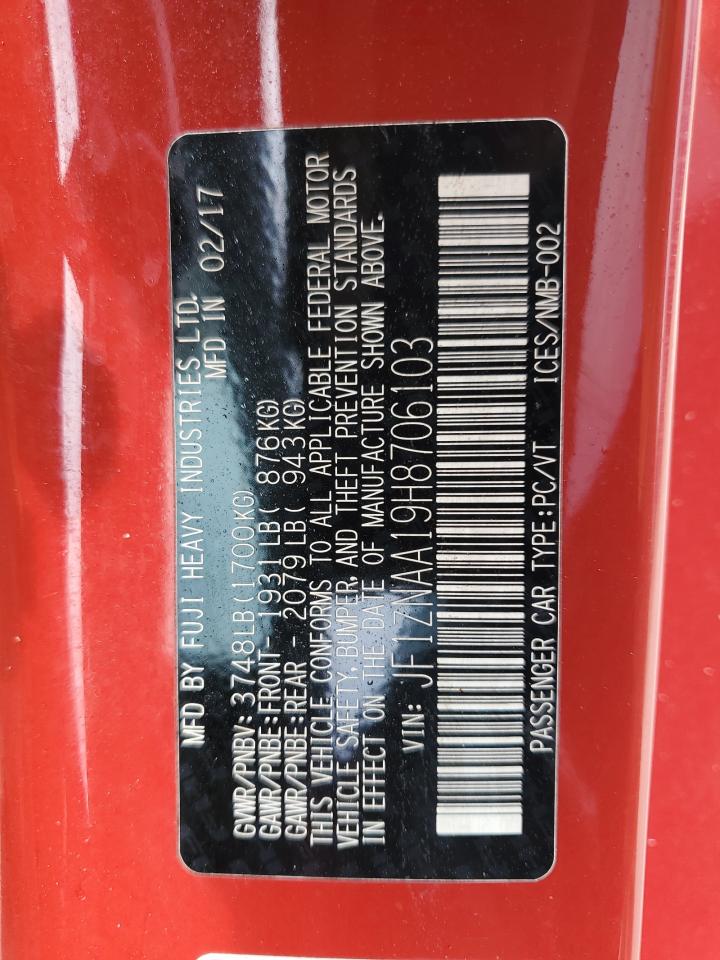 MFD BY FUJI HEAVY INDUSTRIES LTD.
MFD IN 02/17
GVWR/PNBV: 3748LB(1700KG)
GAWR/PNBE:FRONT- 1931LB( 876KG)
GAWR/PNBE:REAR - 2079LB( 943KG)
THIS VEHICLE CONFORMS TO ALL APPLICABLE FEDERAL MOTOR
VEHICLE SAFETY, BUMPER, AND THEFT PREVENTION STANDARDS
IN EFFECT ON THE DATE OF MANUFACTURE SHOWN ABOVE.
VIN: JF1ZNAA19H8706103
PASSENGER CAR TYPE:PC/VT ICES/NMB-002